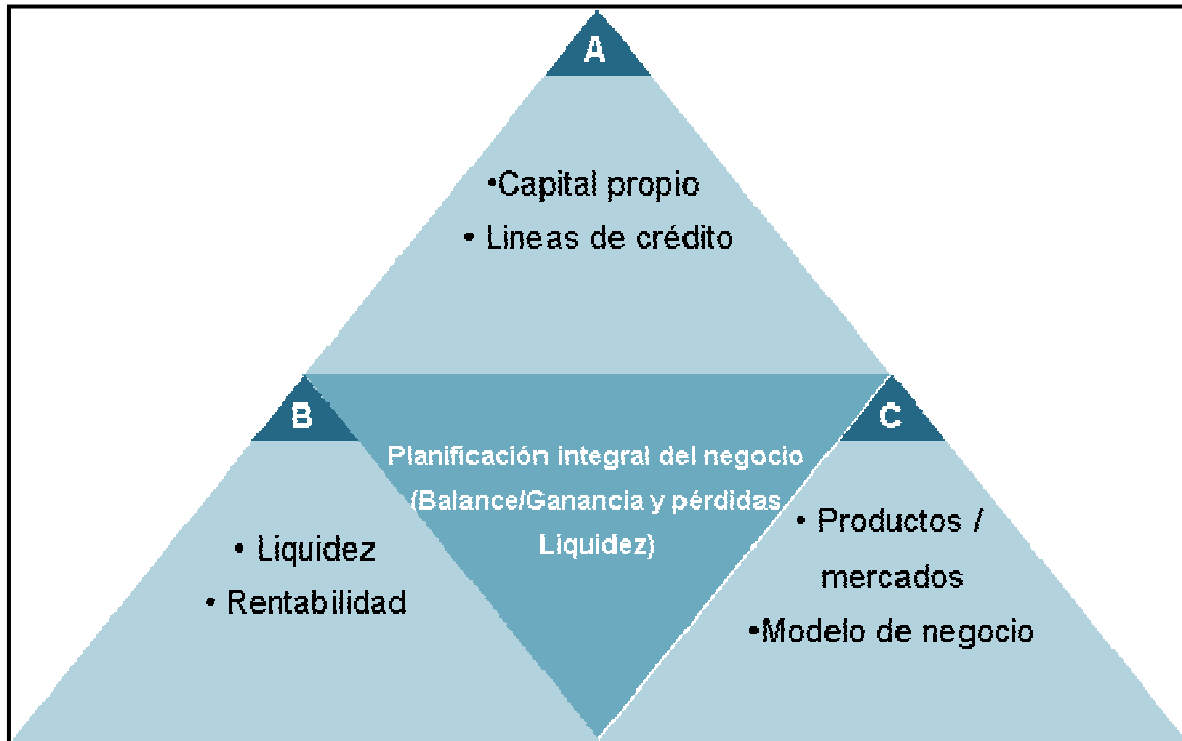 A
•Capital propio
• Lineas de crédito
B
C
Planificación integral del negocio
(Balance/Ganancia y pérdidas
Liquidez)
• Liquidez
• Rentabilidad
• Productos /
mercados
•Modelo de negocio